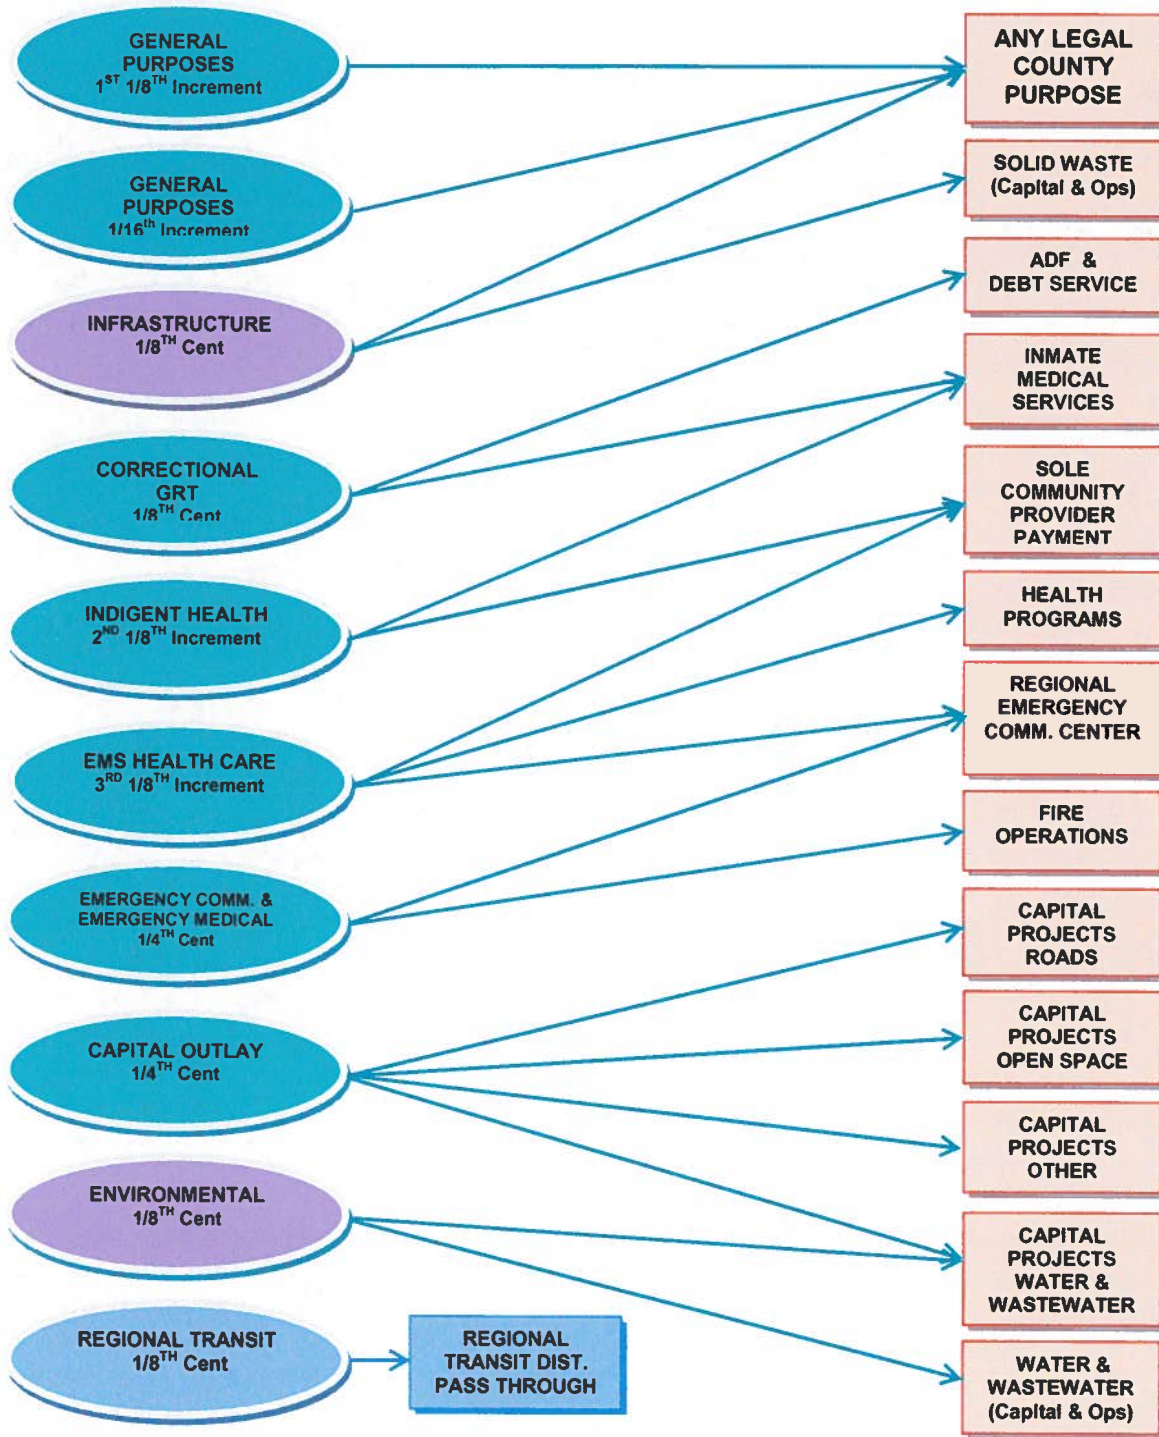 GENERAL
PURPOSES
1ST 1/8TH Increment
GENERAL
PURPOSES
1/16th Increment
INFRASTRUCTURE
1/8TH Cent
CORRECTIONAL
GRT
1/8TH Cent
INDIGENT HEALTH
2ND 1/8TH Increment
EMS HEALTH CARE
3RD 1/8TH Increment
EMERGENCY COMM. &
EMERGENCY MEDICAL
1/4TH Cent
CAPITAL OUTLAY
1/4TH Cent
ENVIRONMENTAL
1/8TH Cent
REGIONAL TRANSIT
1/8TH Cent
REGIONAL
TRANSIT DIST.
PASS THROUGH
ANY LEGAL
COUNTY
PURPOSE
SOLID WASTE
(Capital & Ops)
ADF &
DEBT SERVICE
INMATE
MEDICAL
SERVICES
SOLE
COMMUNITY
PROVIDER
PAYMENT
HEALTH
PROGRAMS
REGIONAL
EMERGENCY
COMM. CENTER
FIRE
OPERATIONS
CAPITAL
PROJECTS
ROADS
CAPITAL
PROJECTS
OPEN SPACE
CAPITAL
PROJECTS
OTHER
CAPITAL
PROJECTS
WATER &
WASTEWATER
WATER &
WASTEWATER
(Capital & Ops)